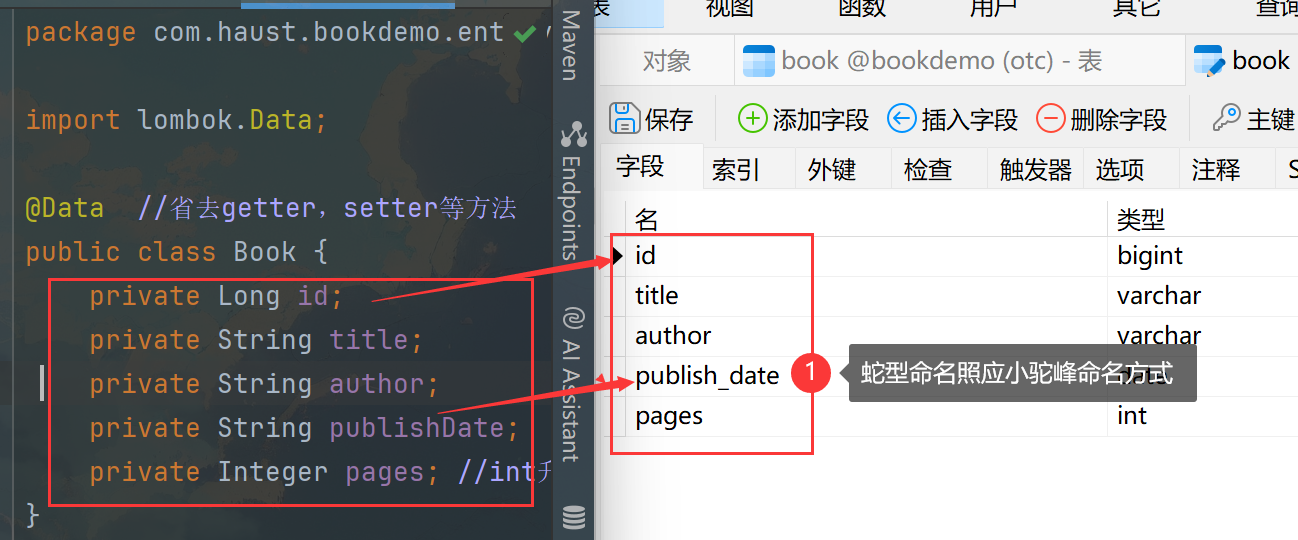 package com.haust.bookdemo.ent
import lombok.Data;
@Data //省去getter，setter等方法
public class Book {
private Long id;
private String title;
private String author;
private String publishDate;
private Integer pages; //int
}
Maven
Endpoints
AI Assistant
表
视图
函数
用户
其它
查询
对象
book @bookdemo (otc) - 表
book
保存
添加字段
插入字段
删除字段
主键
字段
索引
外键
检查
触发器
选项
注释
S
名
类型
id
bigint
title
varchar
author
varchar
publish_date
1
蛇型命名照应小驼峰命名方式
date
pages
int